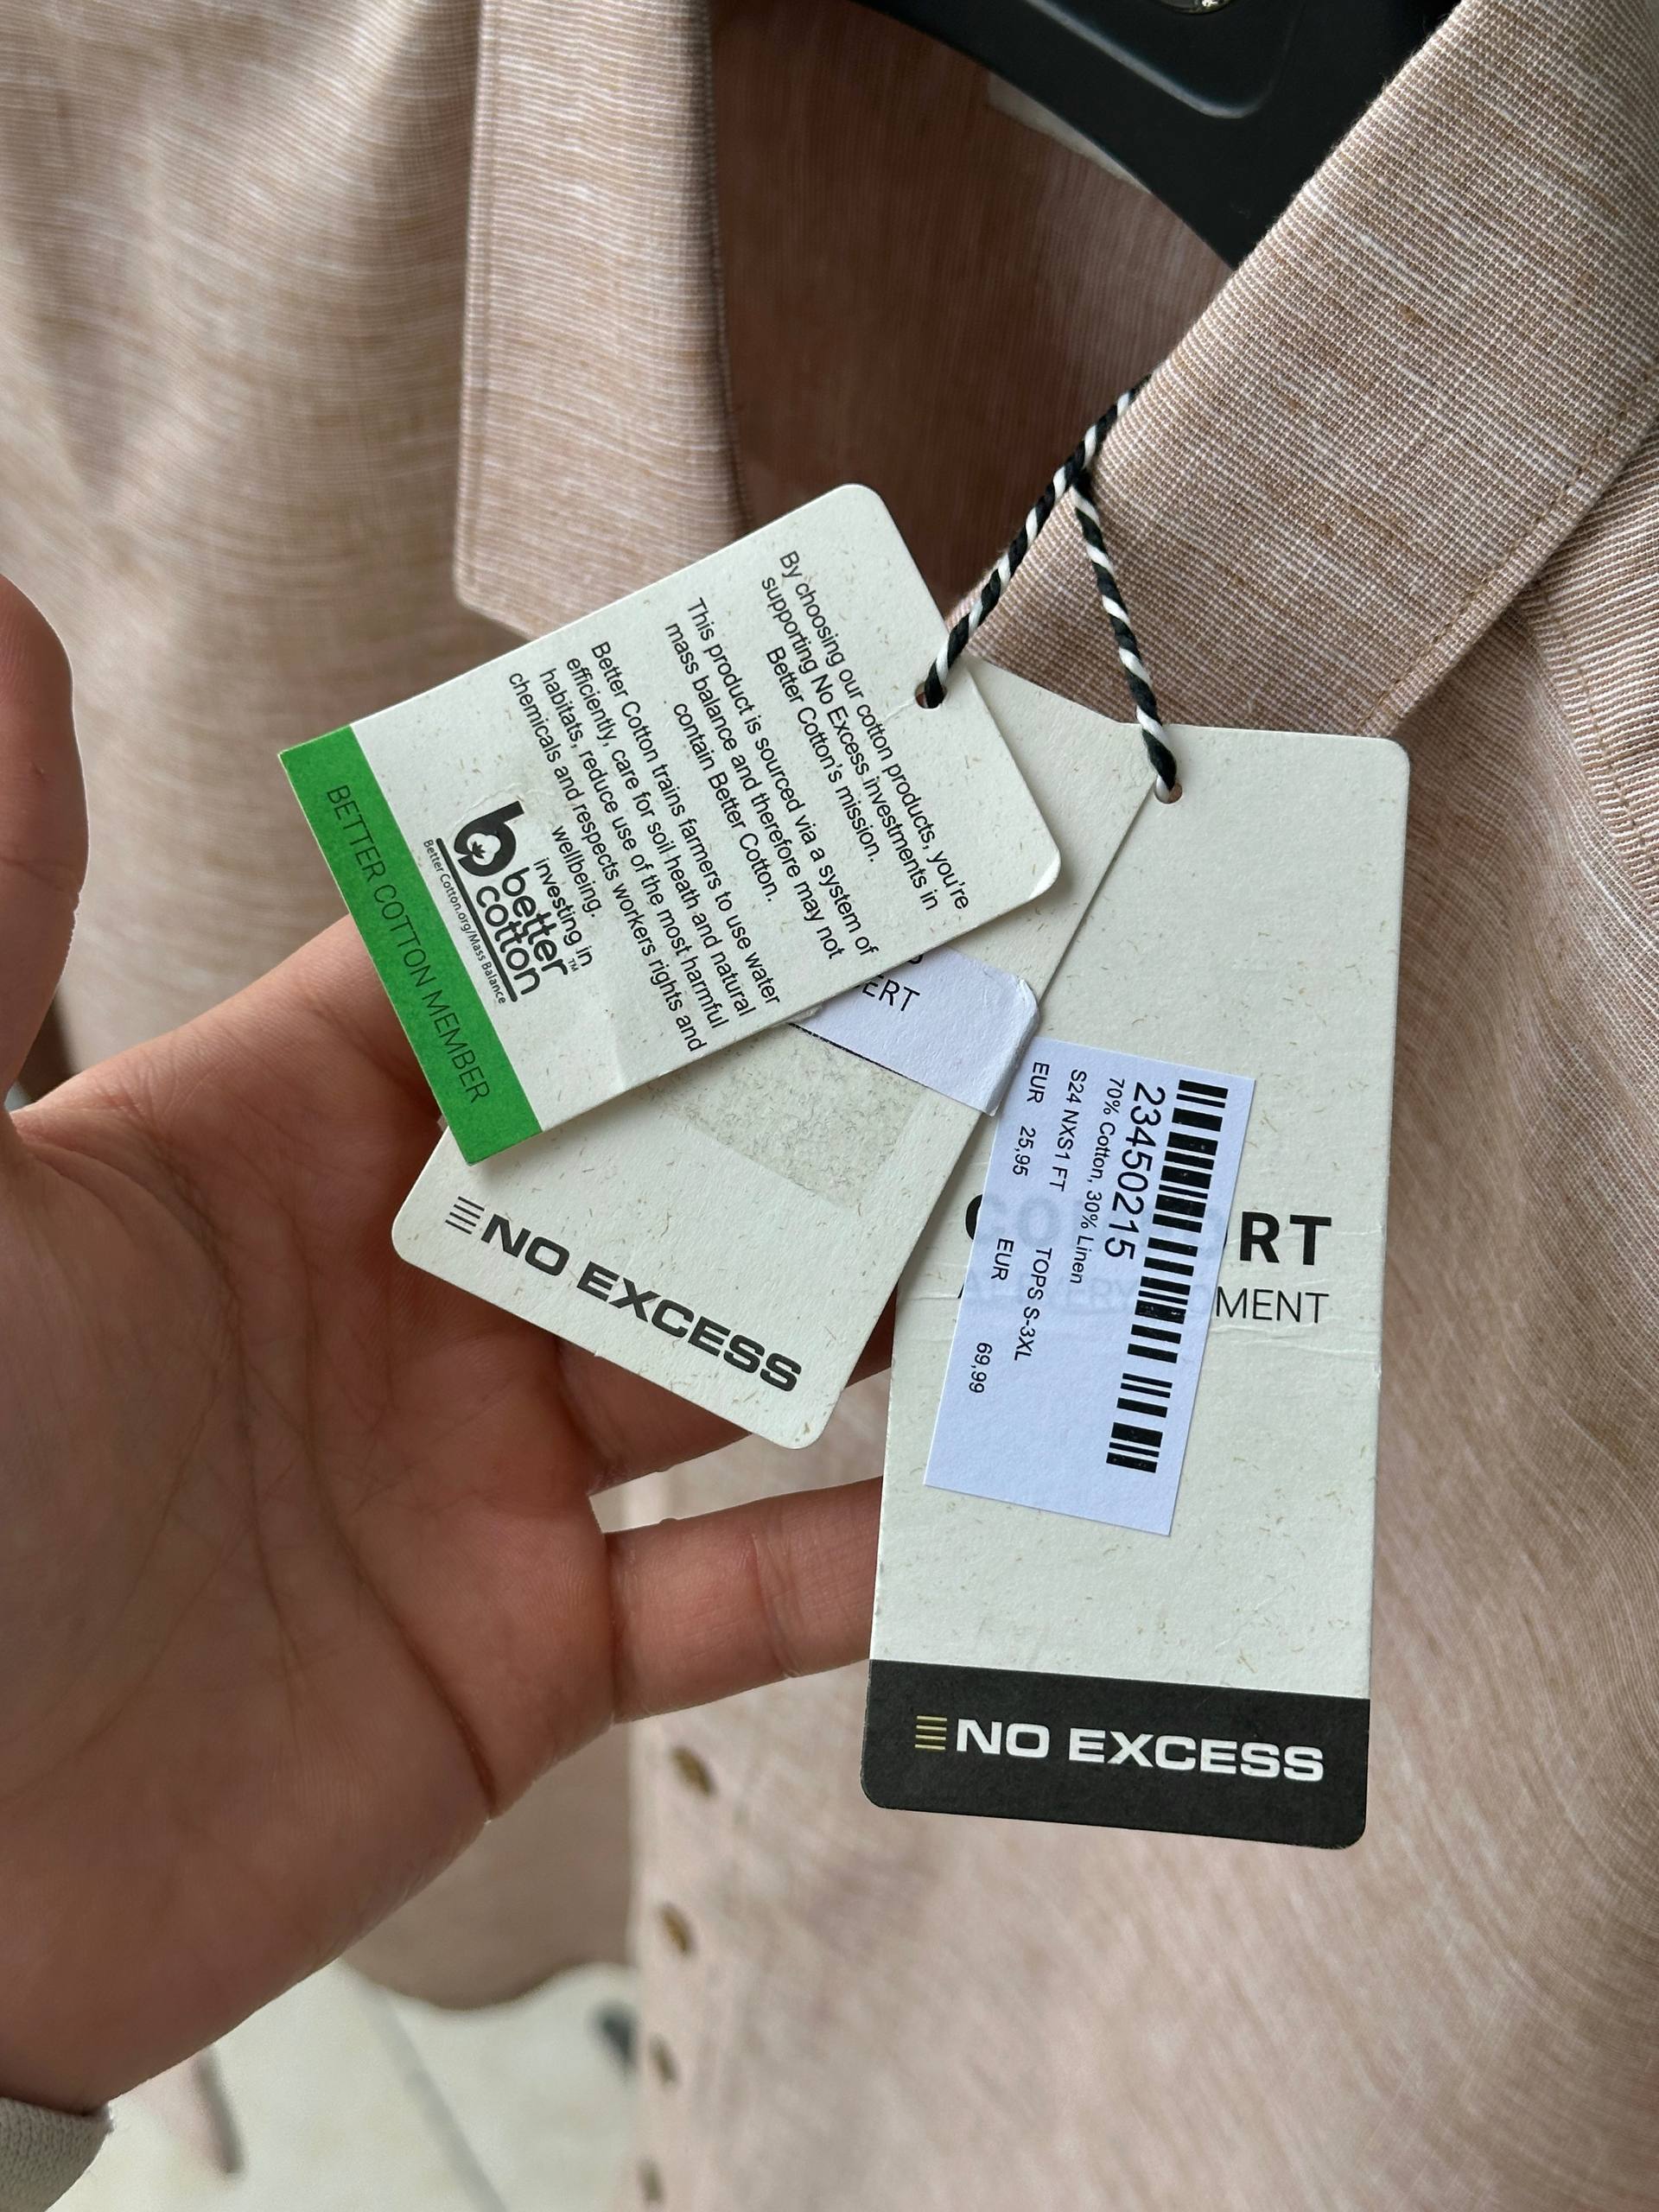 By choosing our cotton products, you're
supporting No Excess investments in
Better Cotton's mission.
This product is sourced via a system of
mass balance and therefore may not
contain Better Cotton.
Better Cotton trains farmers to use water
efficiently, care for soil heath and natural
habitats, reduce use of the most harmful
chemicals and respects workers rights and
wellbeing.
investing in
better
cotton™
Better Cotton.org/Mass Balance
BETTER COTTON MEMBER
ERT
NO EXCESS
23450215
70% Cotton, 30% Linen
S24 NXS1 FT TOPS S-3XL
EUR 25,95
EUR 69,99
RT
MENT
NO EXCESS